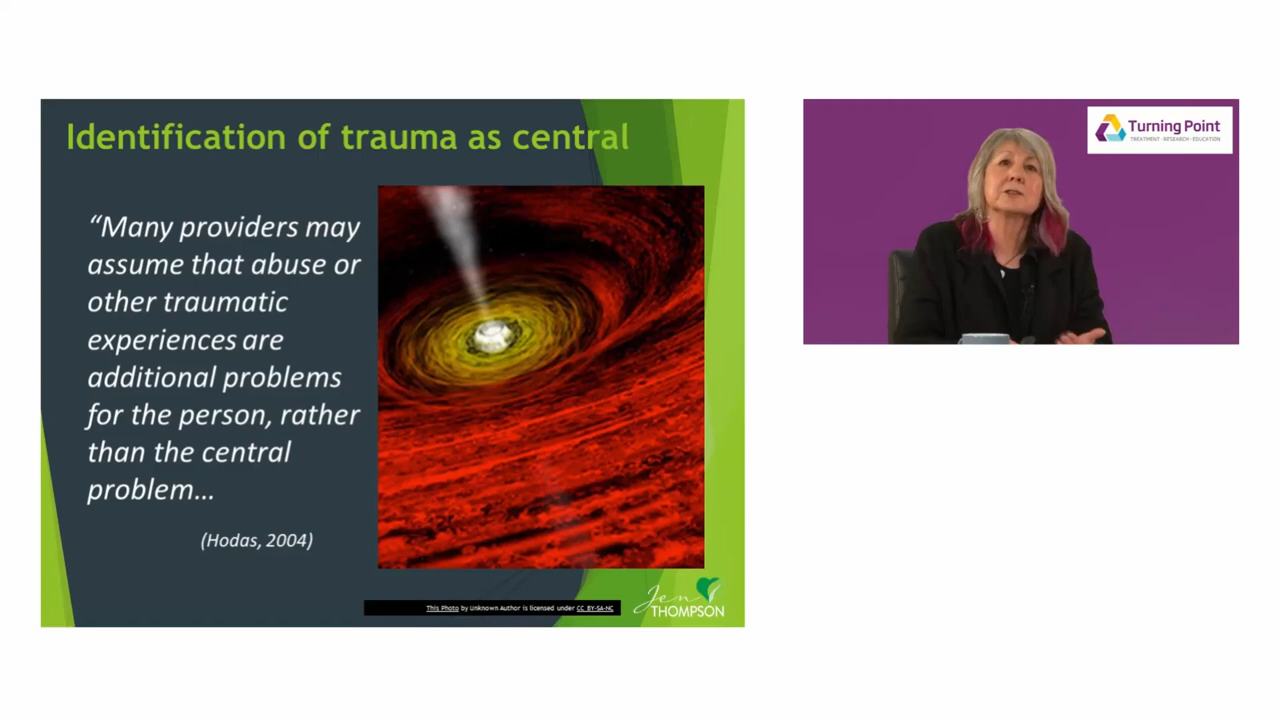 Identification of trauma as central
“Many providers may
assume that abuse or
other traumatic
experiences are
additional problems
for the person, rather
than the central
problem…
(Hodas, 2004)
This Photo by Unknown Author is licensed under CC BY-SA-NC
Jen
THOMPSON
Turning Point
TREATMENT · RESEARCH · EDUCATION